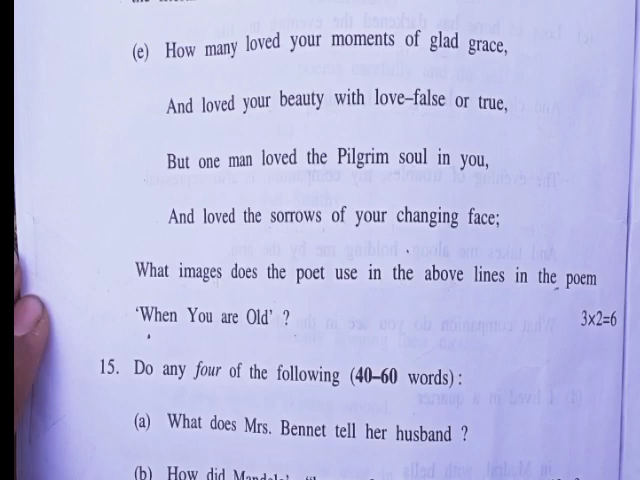 (e) How many loved your moments of glad grace,
And loved your beauty with love–false or true,
But one man loved the Pilgrim soul in you,
And loved the sorrows of your changing face;
What images does the poet use in the above lines in the poem
‘When You are Old’ ? 3x2=6
15. Do any four of the following (40–60 words) :
(a) What does Mrs. Bennet tell her husband ?
(b) How did